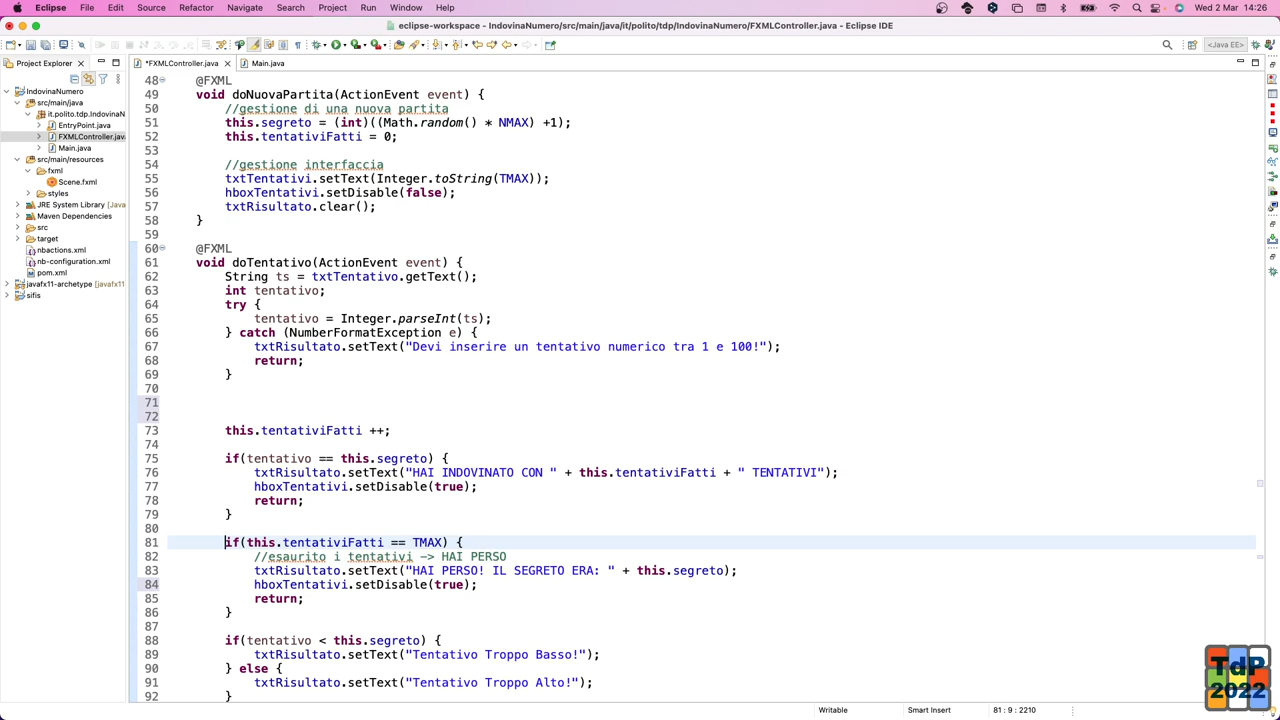 Eclipse File Edit Source Refactor Navigate Search Project Run Window Help Wed 2 Mar 14:26
eclipse-workspace - IndovinaNumero/src/main/java/it/polito/tdp/IndovinaNumero/FXMLController.java - Eclipse IDE
<Java EE>
Project Explorer
*FXMLController.java
Main.java
IndovinaNumero
src/main/java
it.polito.tdp.IndovinaN
EntryPoint.java
FXMLController.java
Main.java
src/main/resources
fxml
Scene.fxml
styles
JRE System Library [Java
Maven Dependencies
src
target
nbactions.xml
nb-configuration.xml
pom.xml
javafx11-archetype [javafx11
sifis
48 @FXML
49 void doNuovaPartita(ActionEvent event) {
50 //gestione di una nuova partita
51 this.segreto = (int)((Math.random() * NMAX) +1);
52 this.tentativiFatti = 0;
53
54 //gestione interfaccia
55 txtTentativi.setText(Integer.toString(TMAX));
56 hboxTentativi.setDisable(false);
57 txtRisultato.clear();
58 }
59
60 @FXML
61 void doTentativo(ActionEvent event) {
62 String ts = txtTentativo.getText();
63 int tentativo;
64 try {
65 tentativo = Integer.parseInt(ts);
66 } catch (NumberFormatException e) {
67 txtRisultato.setText("Devi inserire un tentativo numerico tra 1 e 100!");
68 return;
69 }
70
71
72
73 this.tentativiFatti ++;
74
75 if(tentativo == this.segreto) {
76 txtRisultato.setText("HAI INDOVINATO CON " + this.tentativiFatti + " TENTATIVI");
77 hboxTentativi.setDisable(true);
78 return;
79 }
80
81 if(this.tentativiFatti == TMAX) {
82 //esaurito i tentativi -> HAI PERSO
83 txtRisultato.setText("HAI PERSO! IL SEGRETO ERA: " + this.segreto);
84 hboxTentativi.setDisable(true);
85 return;
86 }
87
88 if(tentativo < this.segreto) {
89 txtRisultato.setText("Tentativo Troppo Basso!");
90 } else {
91 txtRisultato.setText("Tentativo Troppo Alto!");
92 }
Writable Smart Insert 81 : 9 : 2210
TdP
2022